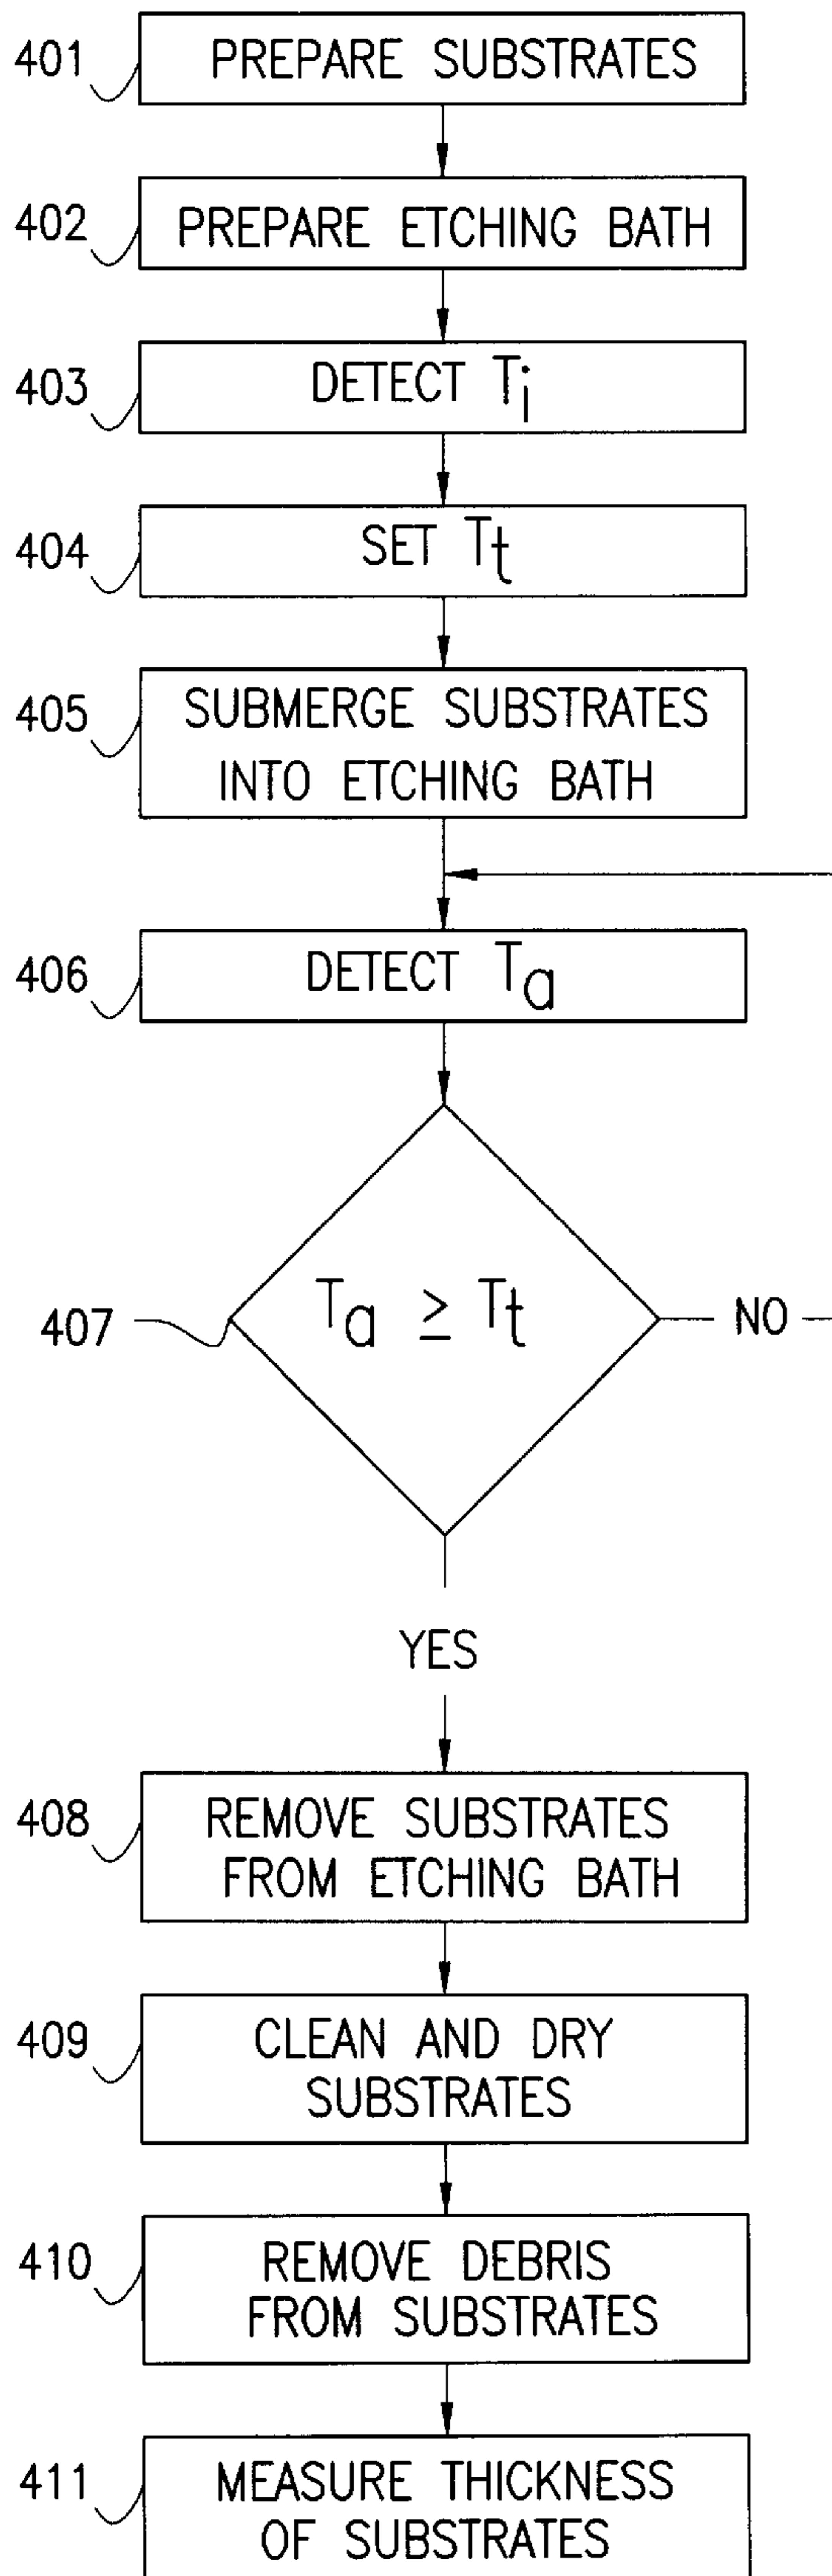 401 PREPARE SUBSTRATES
402 PREPARE ETCHING BATH
403 DETECT Ti
404 SET Tt
405 SUBMERGE SUBSTRATES
INTO ETCHING BATH
406 DETECT Ta
407 Ta ≥ Tt NO
YES
408 REMOVE SUBSTRATES
FROM ETCHING BATH
409 CLEAN AND DRY
SUBSTRATES
410 REMOVE DEBRIS
FROM SUBSTRATES
411 MEASURE THICKNESS
OF SUBSTRATES